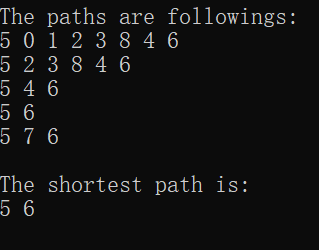 The paths are followings:
5 0 1 2 3 8 4 6
5 2 3 8 4 6
5 4 6
5 6
5 7 6
The shortest path is:
5 6